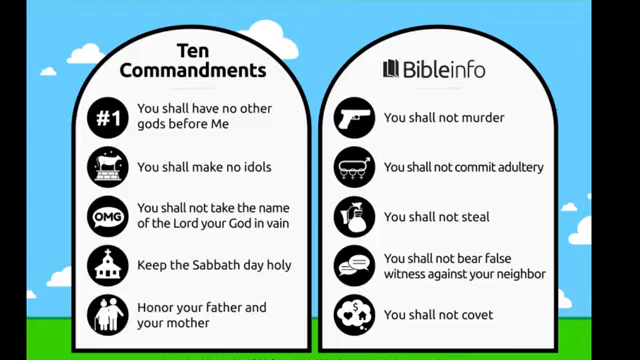 Ten
Commandments
#1
You shall have no other
gods before Me
You shall make no idols
OMG
You shall not take the name
of the Lord your God in vain
Keep the Sabbath day holy
Honor your father and
your mother
Bibleinfo
You shall not murder
You shall not commit adultery
You shall not steal
You shall not bear false
witness against your neighbor
$
You shall not covet